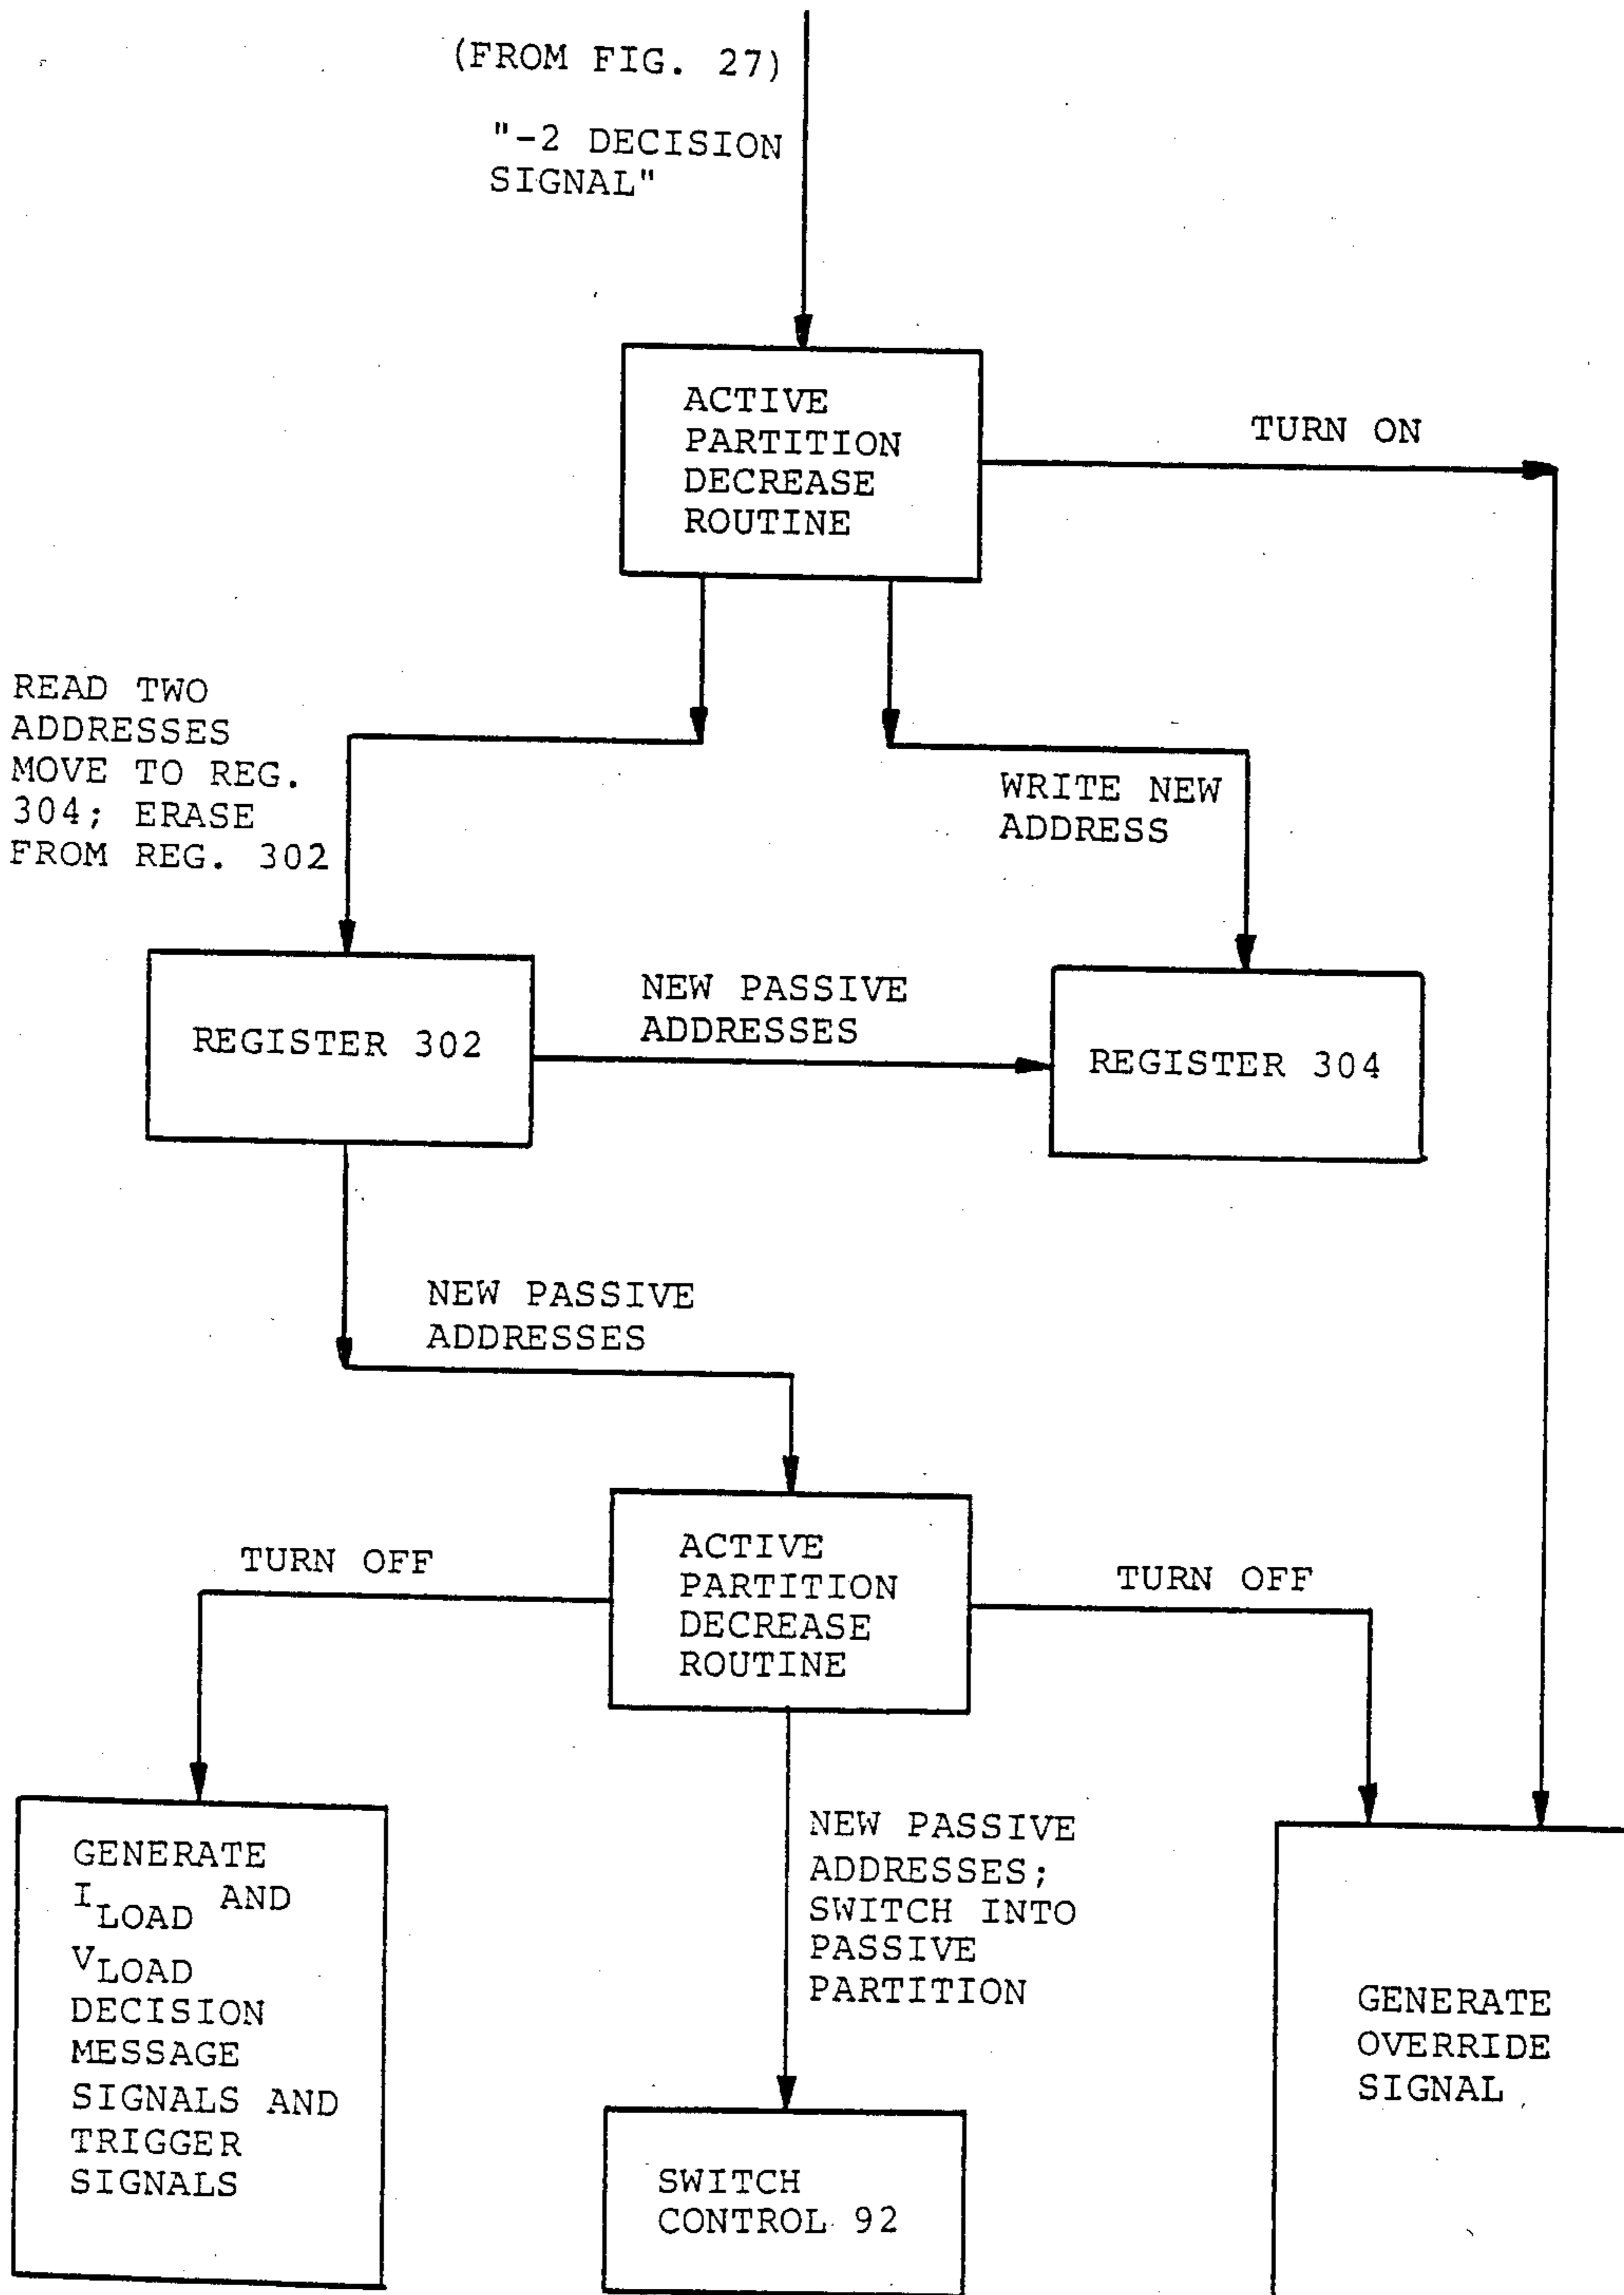 (FROM FIG. 27)
"-2 DECISION
SIGNAL"
ACTIVE
PARTITION
DECREASE
ROUTINE
TURN ON
READ TWO
ADDRESSES
MOVE TO REG.
304; ERASE
FROM REG. 302
WRITE NEW
ADDRESS
REGISTER 302
NEW PASSIVE
ADDRESSES
REGISTER 304
NEW PASSIVE
ADDRESSES
TURN OFF
ACTIVE
PARTITION
DECREASE
ROUTINE
TURN OFF
GENERATE
I LOAD AND
V LOAD
DECISION
MESSAGE
SIGNALS AND
TRIGGER
SIGNALS
NEW PASSIVE
ADDRESSES;
SWITCH INTO
PASSIVE
PARTITION
SWITCH
CONTROL 92
GENERATE
OVERRIDE
SIGNAL